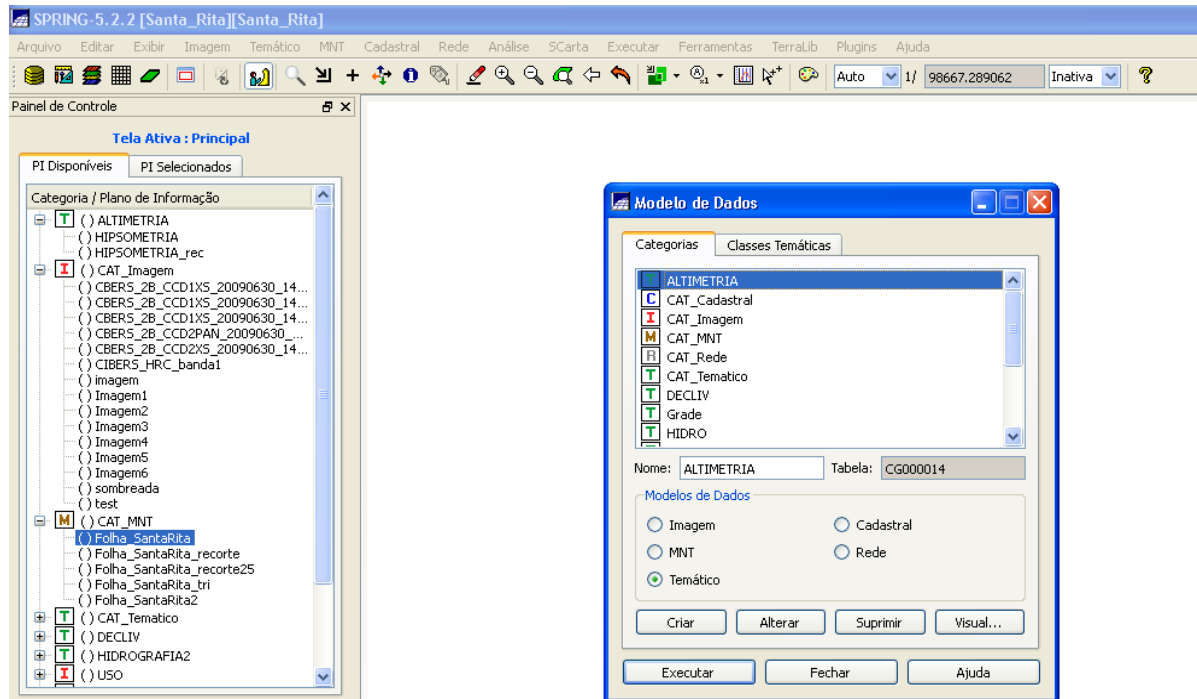 SPRING-5.2.2 [Santa_Rita][Santa_Rita]
Arquivo Editar Exibir Imagem Temático MNT Cadastral Rede Análise SCarta Executar Ferramentas TerraLib Plugins Ajuda
Auto 1/ 98667.289062 Inativa
Painel de Controle
Tela Ativa : Principal
PI Disponíveis PI Selecionados
Categoria / Plano de Informação
T () ALTIMETRIA
() HIPSOMETRIA
() HIPSOMETRIA_rec
I () CAT_Imagem
() CBERS_2B_CCD1XS_20090630_14...
() CBERS_2B_CCD1XS_20090630_14...
() CBERS_2B_CCD1XS_20090630_14...
() CBERS_2B_CCD2PAN_20090630_...
() CBERS_2B_CCD2XS_20090630_14...
() CIBERS_HRC_banda1
() imagem
() Imagem1
() Imagem2
() Imagem3
() Imagem4
() Imagem5
() Imagem6
() sombreada
() test
M () CAT_MNT
() Folha_SantaRita
() Folha_SantaRita_recorte
() Folha_SantaRita_recorte25
() Folha_SantaRita_tri
() Folha_SantaRita2
T () CAT_Tematico
T () DECLIV
T () HIDROGRAFIA2
I () USO
Modelo de Dados
Categorias Classes Temáticas
T ALTIMETRIA
C CAT_Cadastral
I CAT_Imagem
M CAT_MNT
R CAT_Rede
T CAT_Tematico
T DECLIV
T Grade
T HIDRO
Nome: ALTIMETRIA Tabela: CG000014
Modelos de Dados
Imagem Cadastral
MNT Rede
Temático
Criar Alterar Suprimir Visual...
Executar Fechar Ajuda